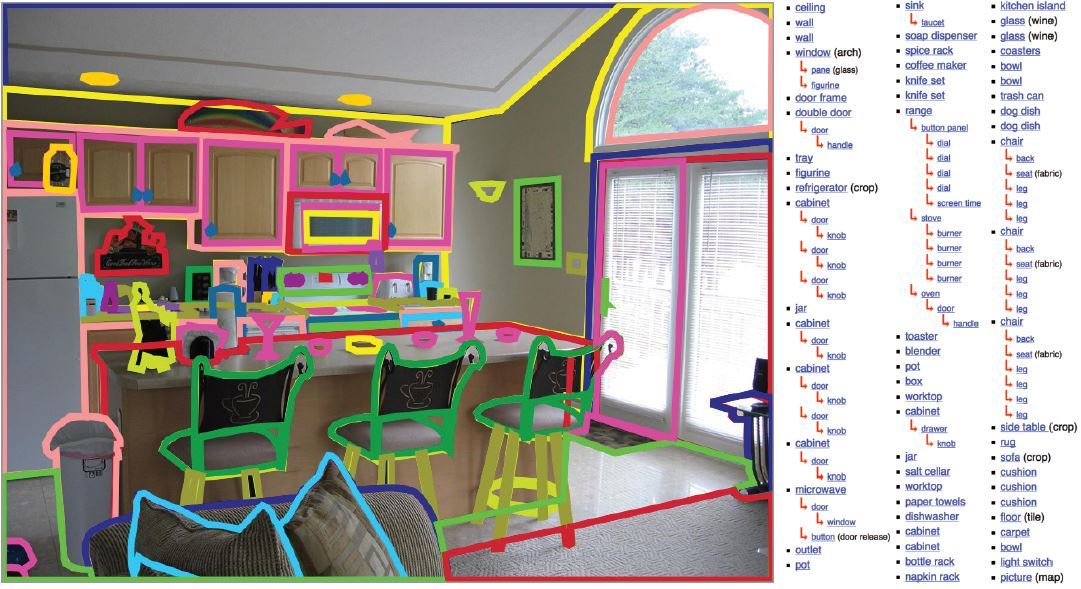 ceiling
wall
wall
window (arch)
pane (glass)
figurine
door frame
double door
door
handle
tray
figurine
refrigerator (crop)
cabinet
door
knob
door
knob
door
knob
jar
cabinet
door
knob
cabinet
door
knob
door
knob
cabinet
door
knob
microwave
door
window
button (door release)
outlet
pot
sink
faucet
soap dispenser
spice rack
coffee maker
knife set
knife set
range
button panel
dial
dial
dial
dial
screen time
stove
burner
burner
burner
burner
oven
door
handle
toaster
blender
pot
box
worktop
cabinet
drawer
knob
jar
salt cellar
worktop
paper towels
dishwasher
cabinet
cabinet
bottle rack
napkin rack
kitchen island
glass (wine)
glass (wine)
coasters
bowl
bowl
trash can
dog dish
dog dish
chair
back
seat (fabric)
leg
leg
leg
leg
chair
back
seat (fabric)
leg
leg
leg
leg
chair
back
seat (fabric)
leg
leg
leg
leg
side table (crop)
rug
sofa (crop)
cushion
cushion
cushion
floor (tile)
carpet
bowl
light switch
picture (map)